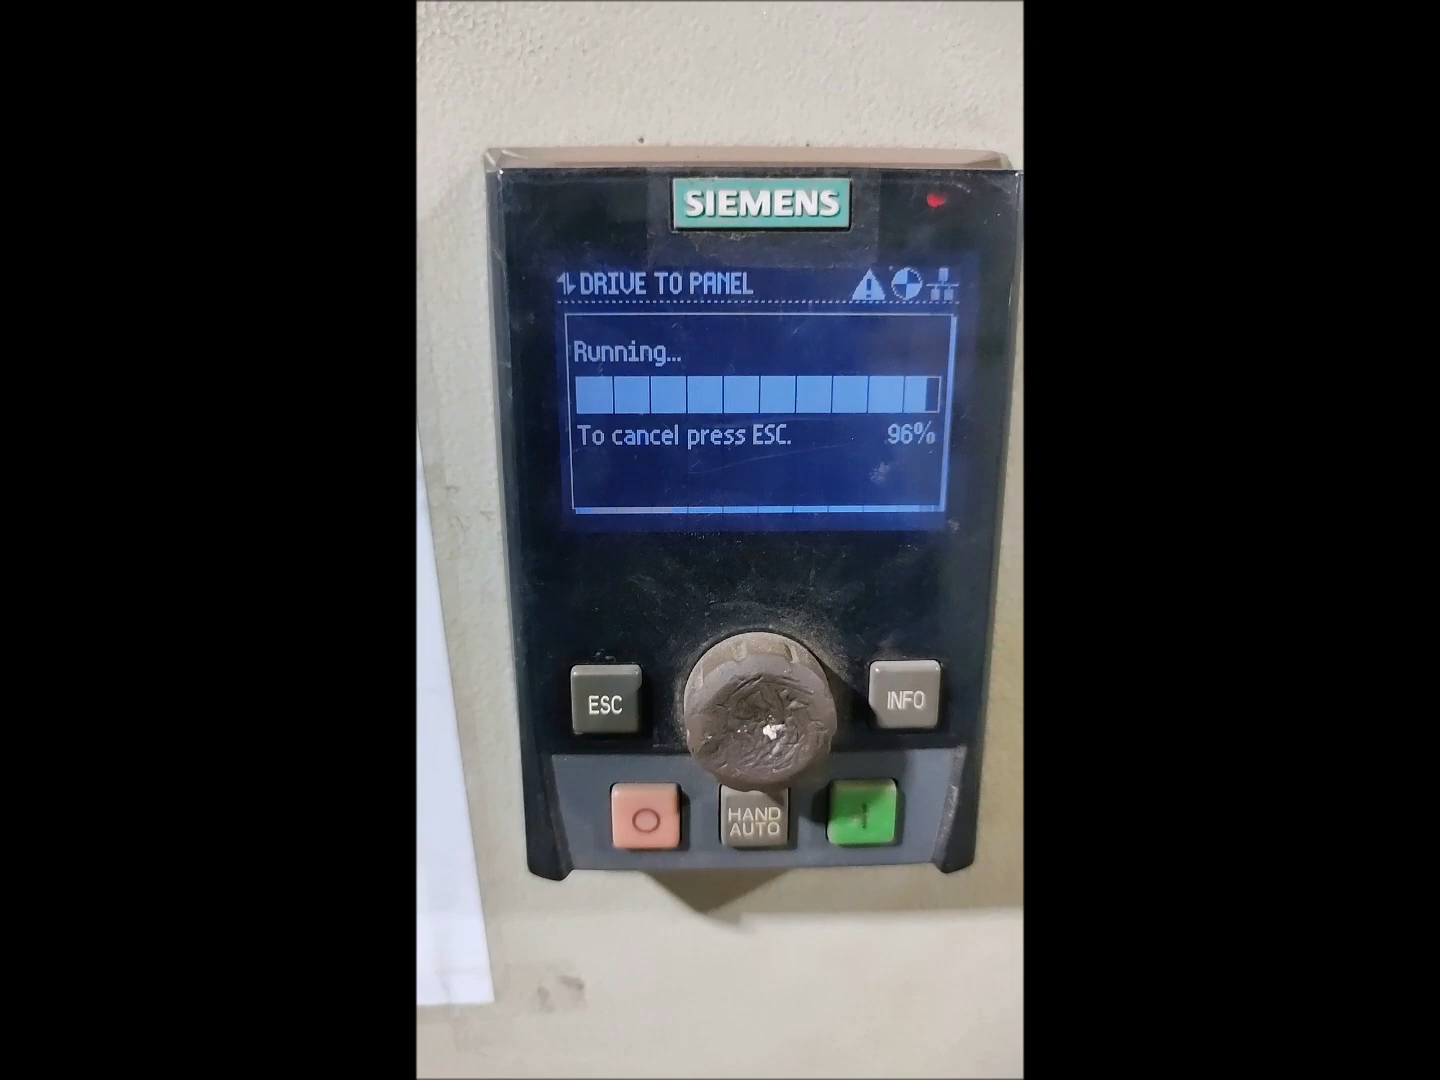 SIEMENS
DRIVE TO PANEL
Running...
To cancel press ESC. 96%
ESC
INFO
HAND
AUTO